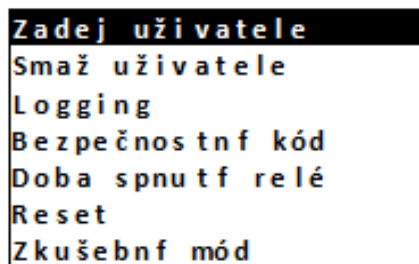 Zadej uživatele
Smaž uživatele
Logging
Bezpečnostnf kód
Doba spnutf relé
Reset
Zkušebnf mód